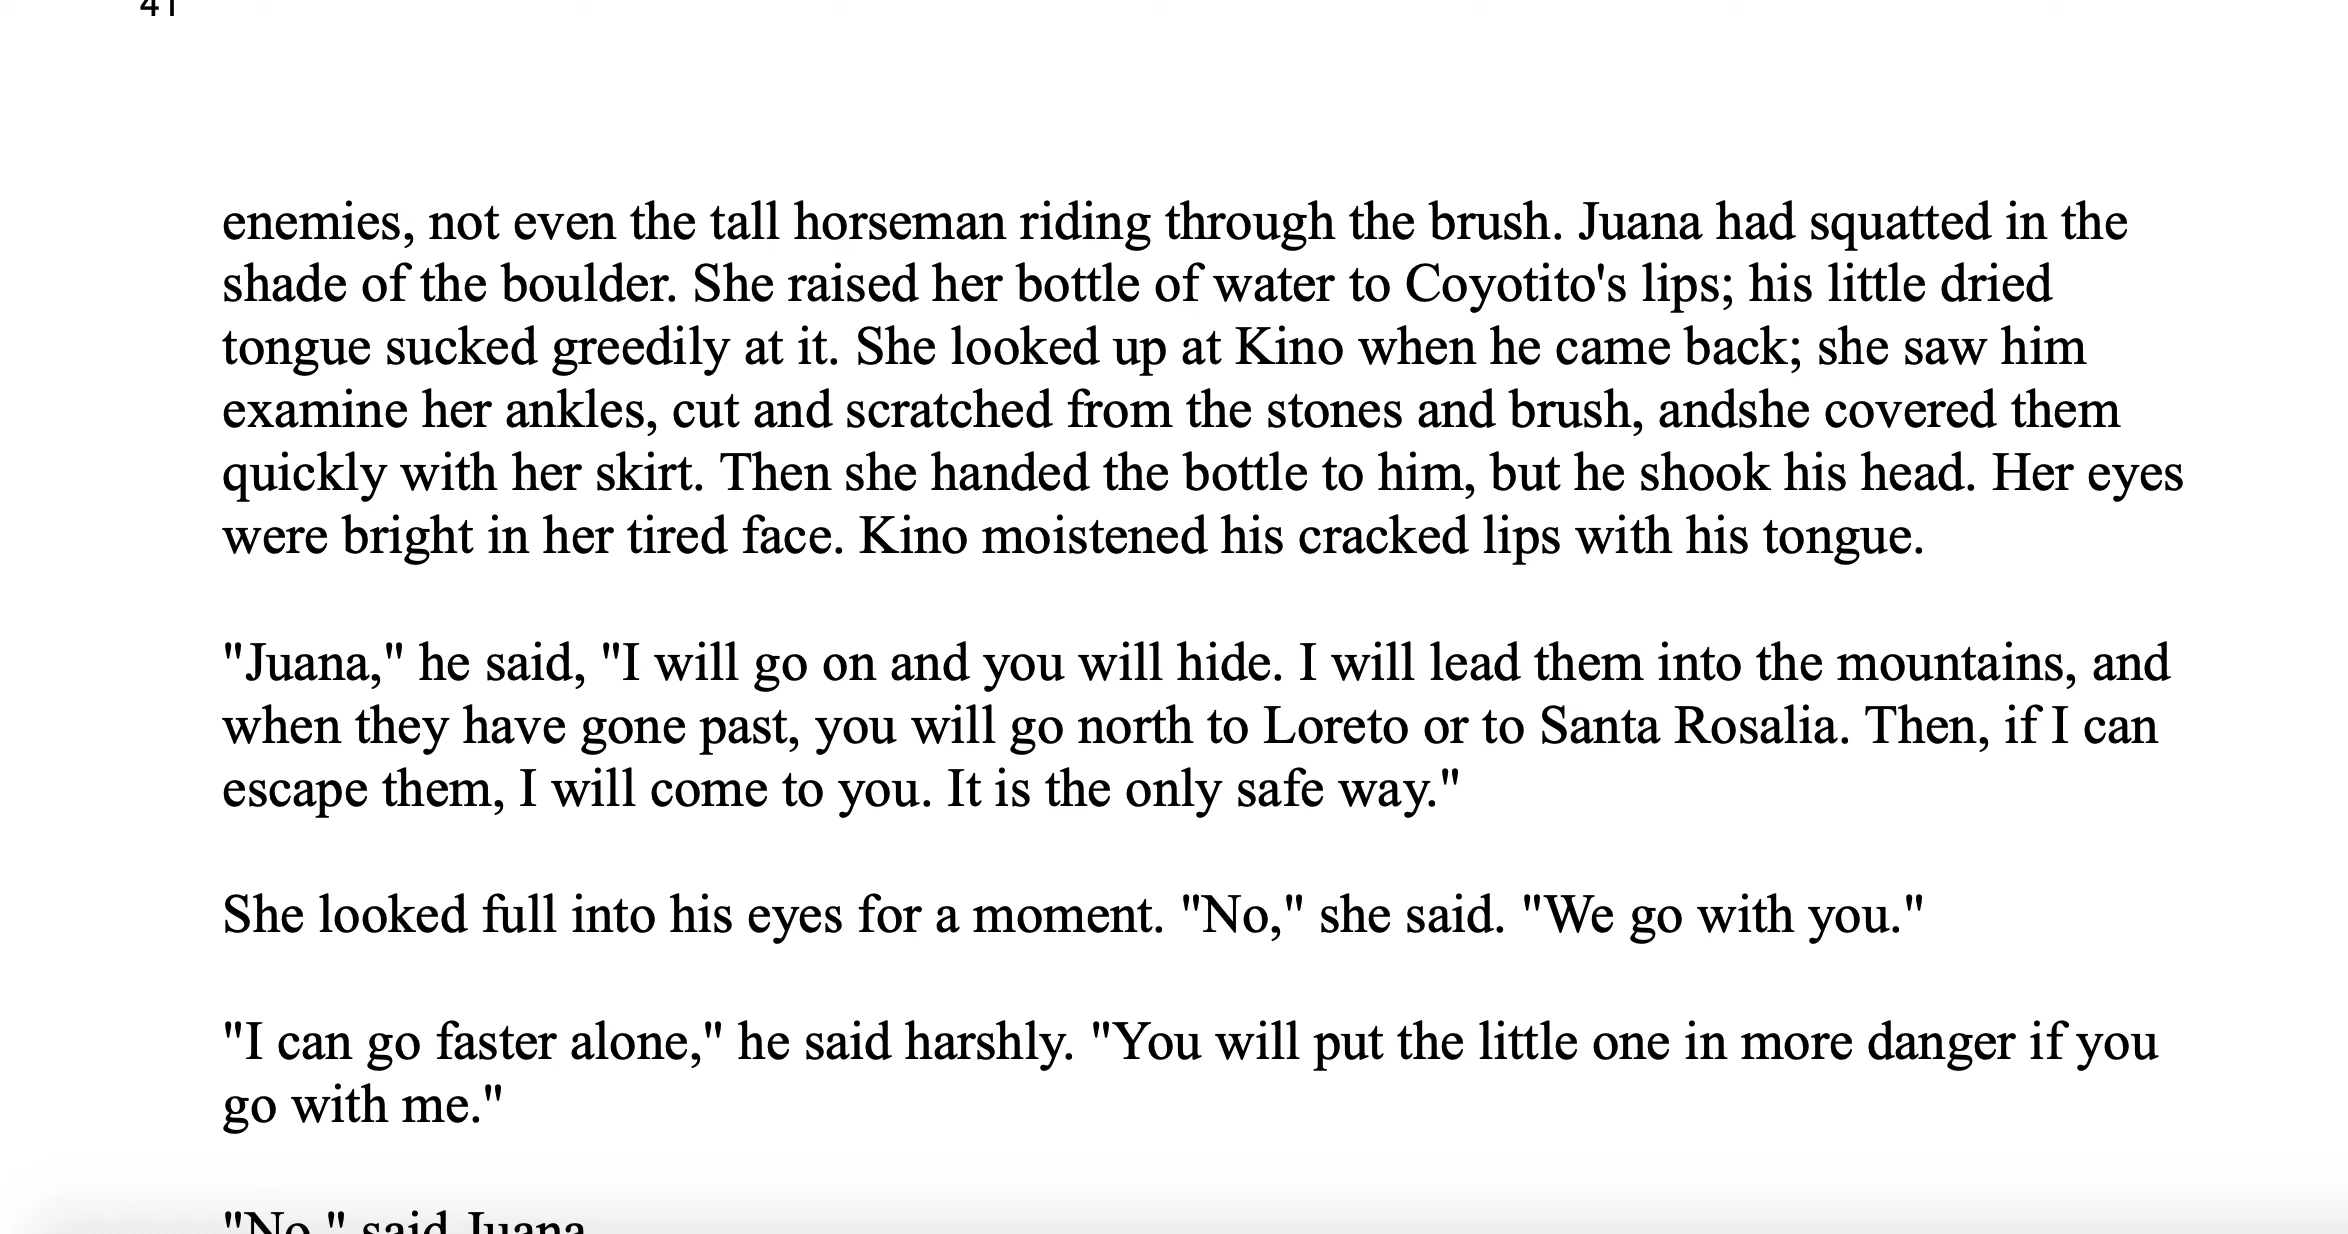 41
enemies, not even the tall horseman riding through the brush. Juana had squatted in the
shade of the boulder. She raised her bottle of water to Coyotito's lips; his little dried
tongue sucked greedily at it. She looked up at Kino when he came back; she saw him
examine her ankles, cut and scratched from the stones and brush, andshe covered them
quickly with her skirt. Then she handed the bottle to him, but he shook his head. Her eyes
were bright in her tired face. Kino moistened his cracked lips with his tongue.
"Juana," he said, "I will go on and you will hide. I will lead them into the mountains, and
when they have gone past, you will go north to Loreto or to Santa Rosalia. Then, if I can
escape them, I will come to you. It is the only safe way."
She looked full into his eyes for a moment. "No," she said. "We go with you."
"I can go faster alone," he said harshly. "You will put the little one in more danger if you
go with me."
"No," said Juana